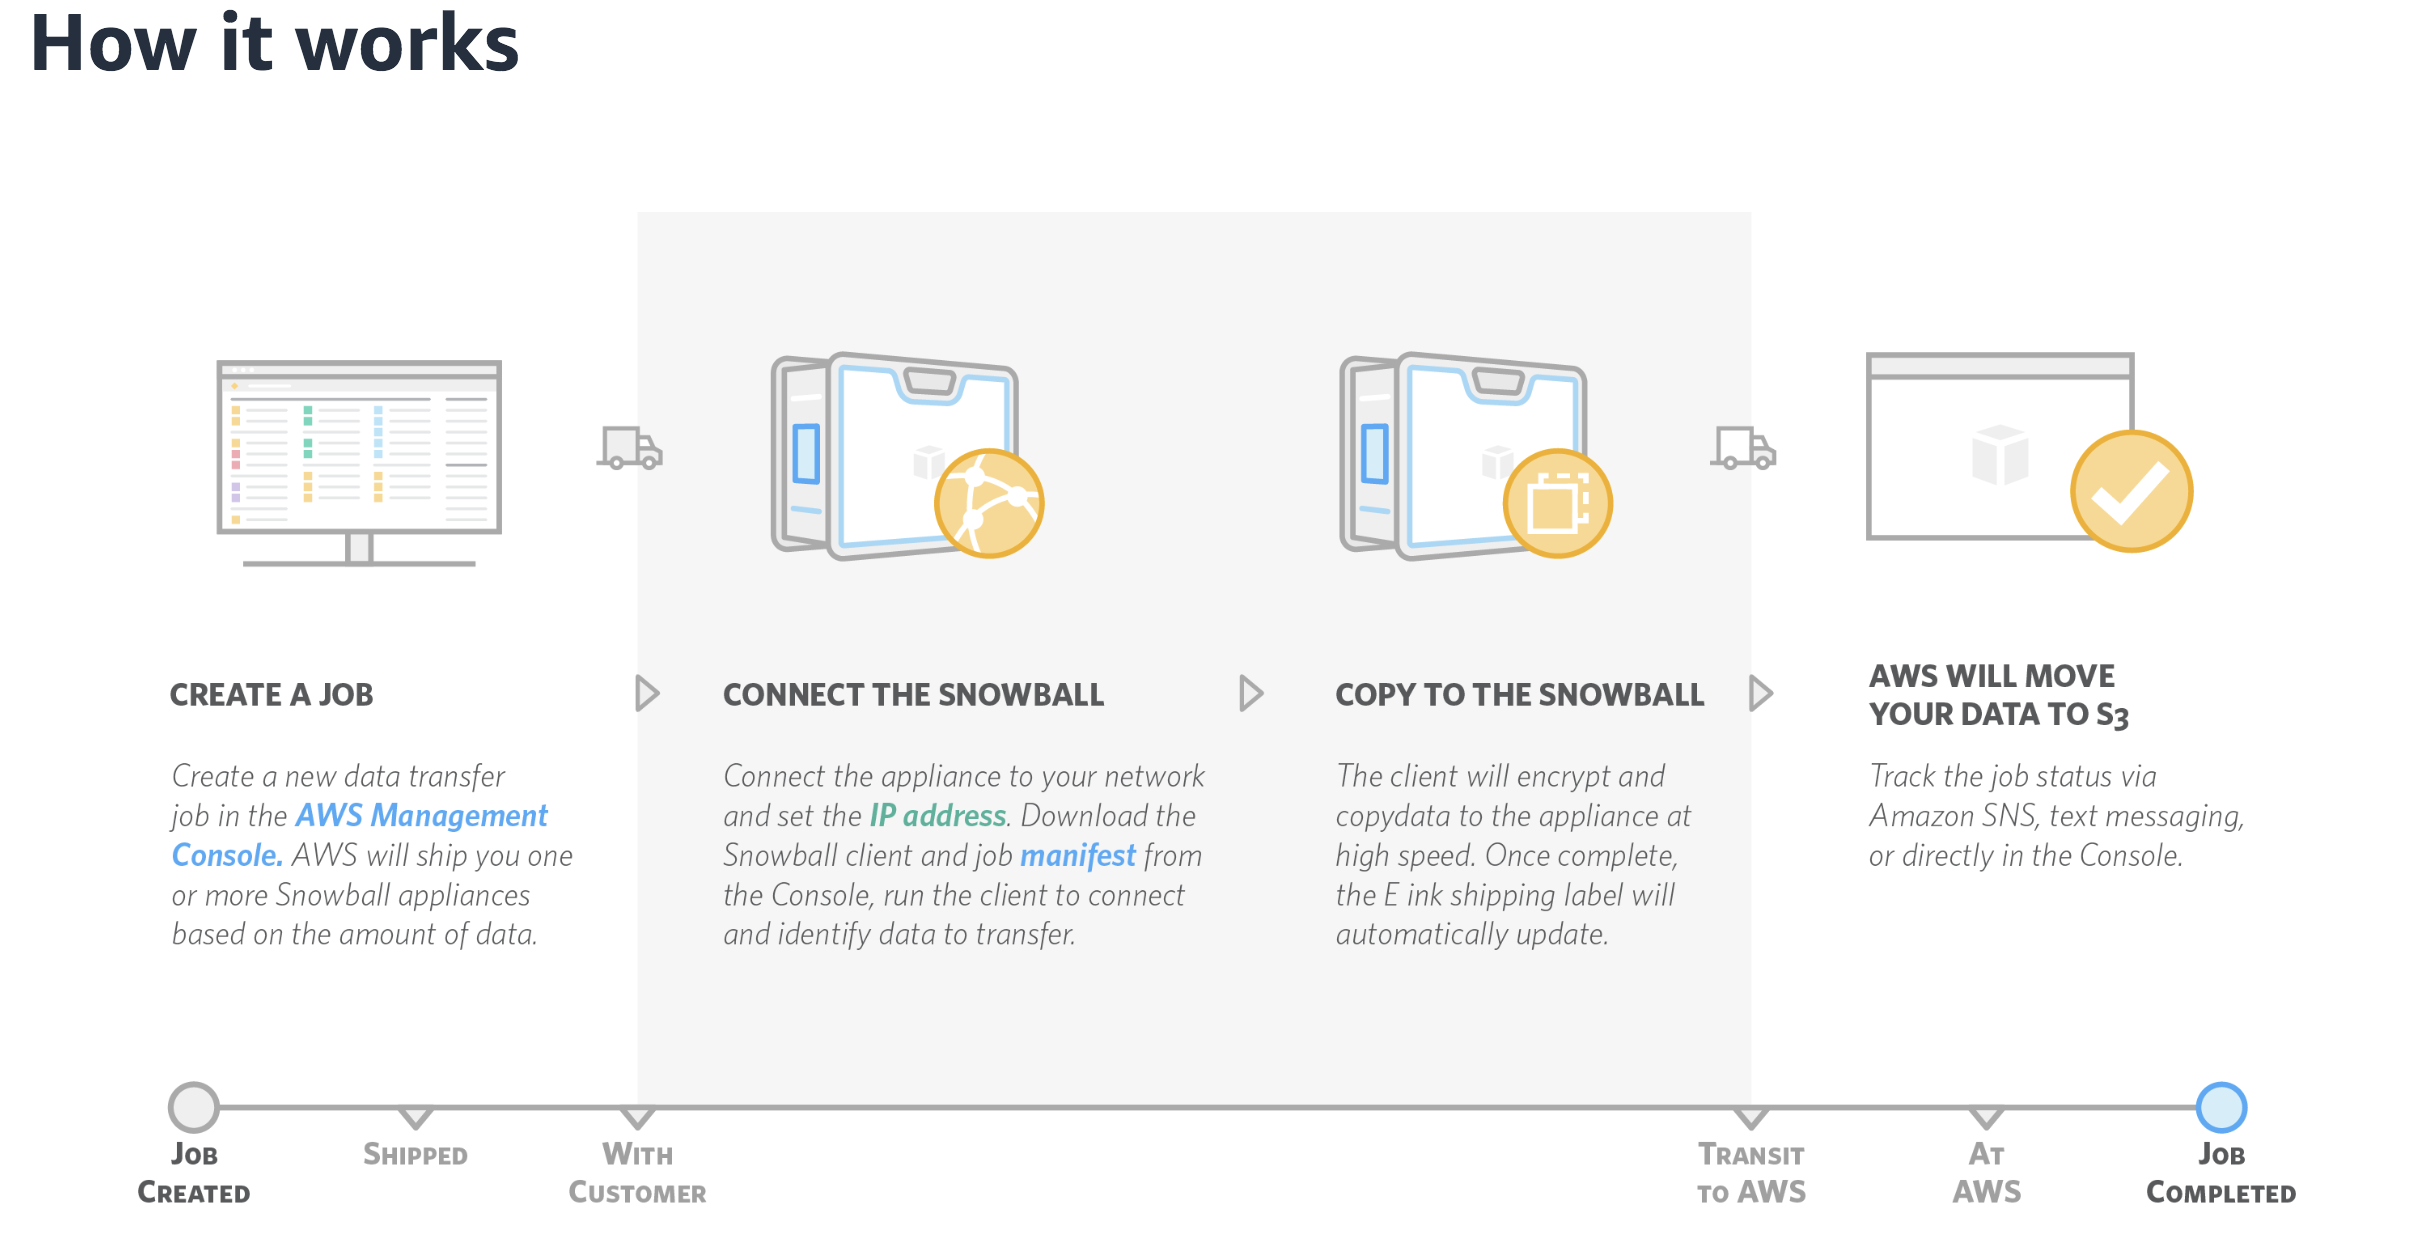 How it works
CREATE A JOB
Create a new data transfer
job in the AWS Management
Console. AWS will ship you one
or more Snowball appliances
based on the amount of data.
CONNECT THE SNOWBALL
Connect the appliance to your network
and set the IP address. Download the
Snowball client and job manifest from
the Console, run the client to connect
and identify data to transfer.
COPY TO THE SNOWBALL
The client will encrypt and
copydata to the appliance at
high speed. Once complete,
the E ink shipping label will
automatically update.
AWS WILL MOVE
YOUR DATA TO S3
Track the job status via
Amazon SNS, text messaging,
or directly in the Console.
JOB
CREATED
SHIPPED
WITH
CUSTOMER
TRANSIT
TO AWS
AT
AWS
JOB
COMPLETED